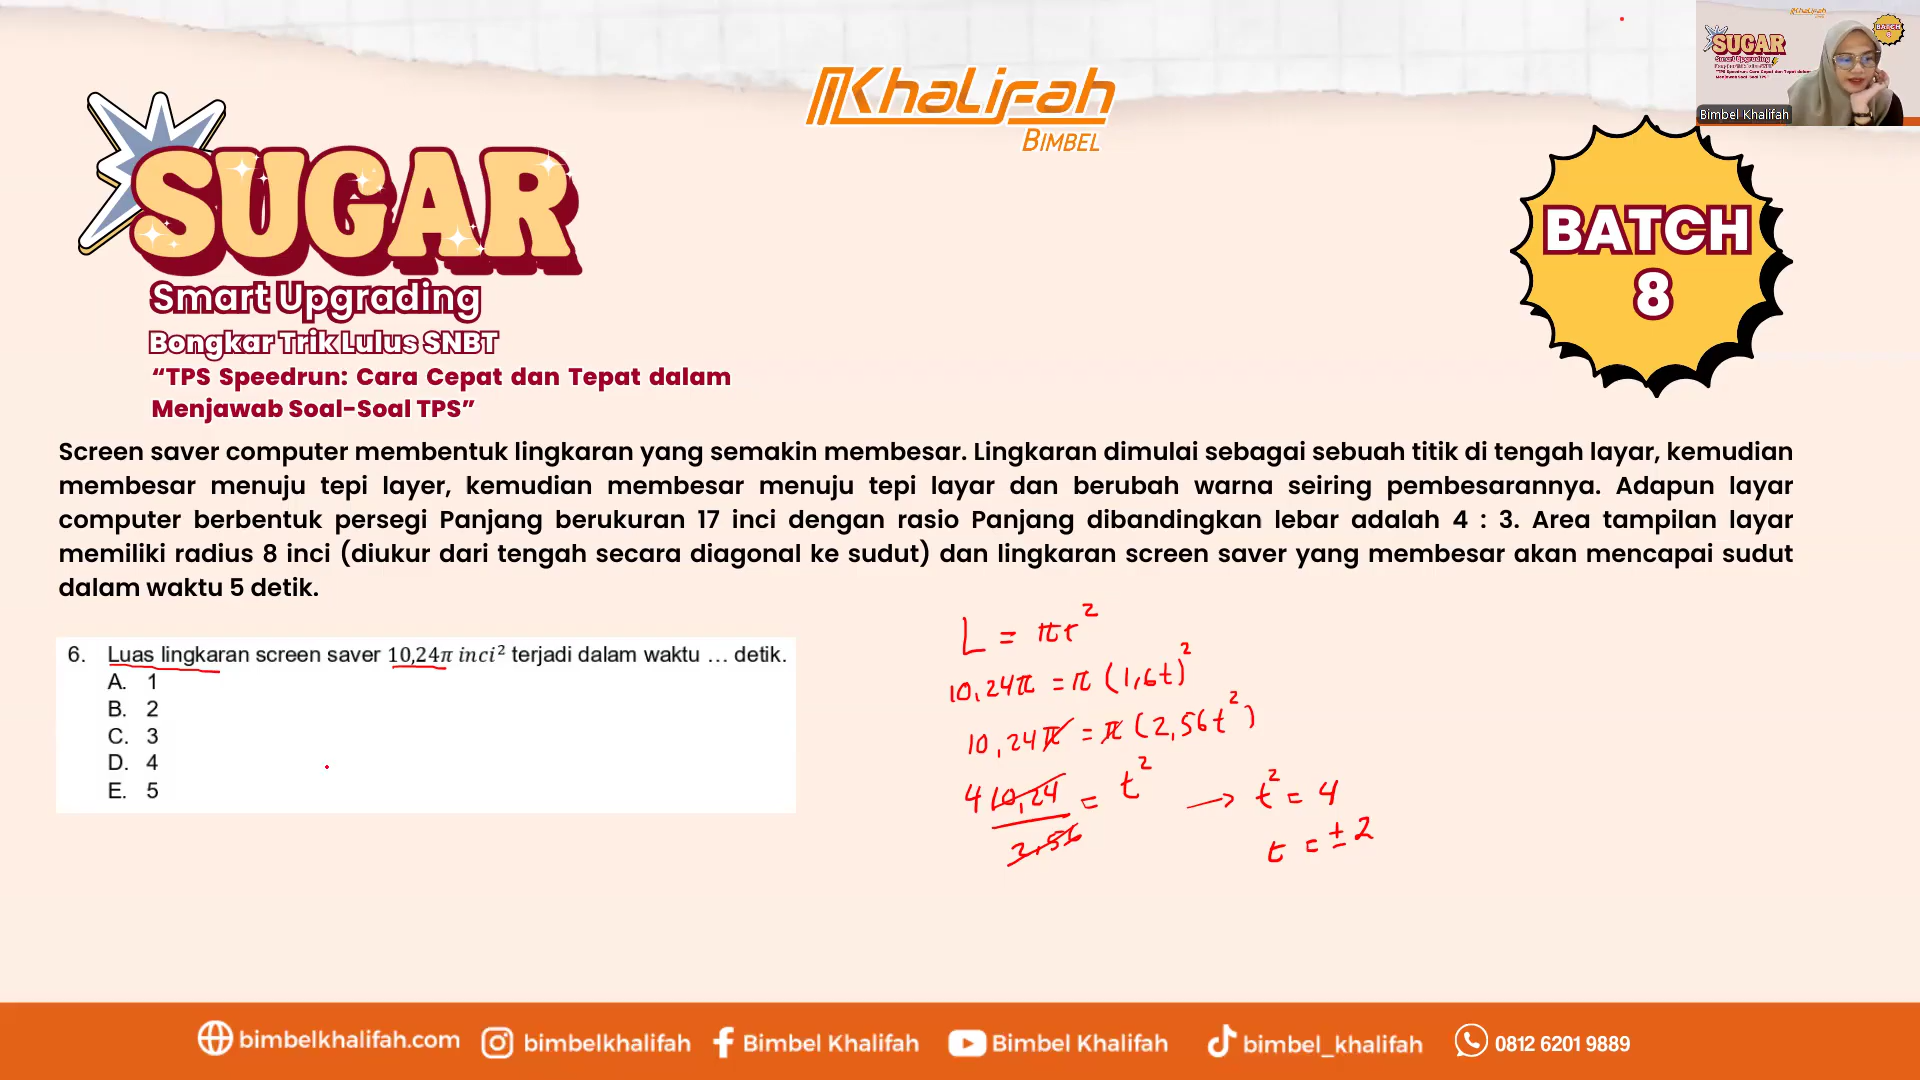 KhaLifah
BIMBEL
SUGAR
Bimbel Khalifah
SUGAR
Smart Upgrading
Bongkar Trik Lulus SNBT
“TPS Speedrun: Cara Cepat dan Tepat dalam
Menjawab Soal-Soal TPS”
BATCH
8
Screen saver computer membentuk lingkaran yang semakin membesar. Lingkaran dimulai sebagai sebuah titik di tengah layar, kemudian
membesar menuju tepi layer, kemudian membesar menuju tepi layar dan berubah warna seiring pembesarannya. Adapun layar
computer berbentuk persegi Panjang berukuran 17 inci dengan rasio Panjang dibandingkan lebar adalah 4 : 3. Area tampilan layar
memiliki radius 8 inci (diukur dari tengah secara diagonal ke sudut) dan lingkaran screen saver yang membesar akan mencapai sudut
dalam waktu 5 detik.
6. Luas lingkaran screen saver 10,24π inci² terjadi dalam waktu … detik.
A. 1
B. 2
C. 3
D. 4
E. 5
L = πr²
10,24π = π (1,6t)²
10,24π = π (2,56t²)
4 10,24 = t² → t² = 4
2,56
t = ±2
bimbelkhalifah.com bimbelkhalifah Bimbel Khalifah Bimbel Khalifah bimbel_khalifah 0812 6201 9889